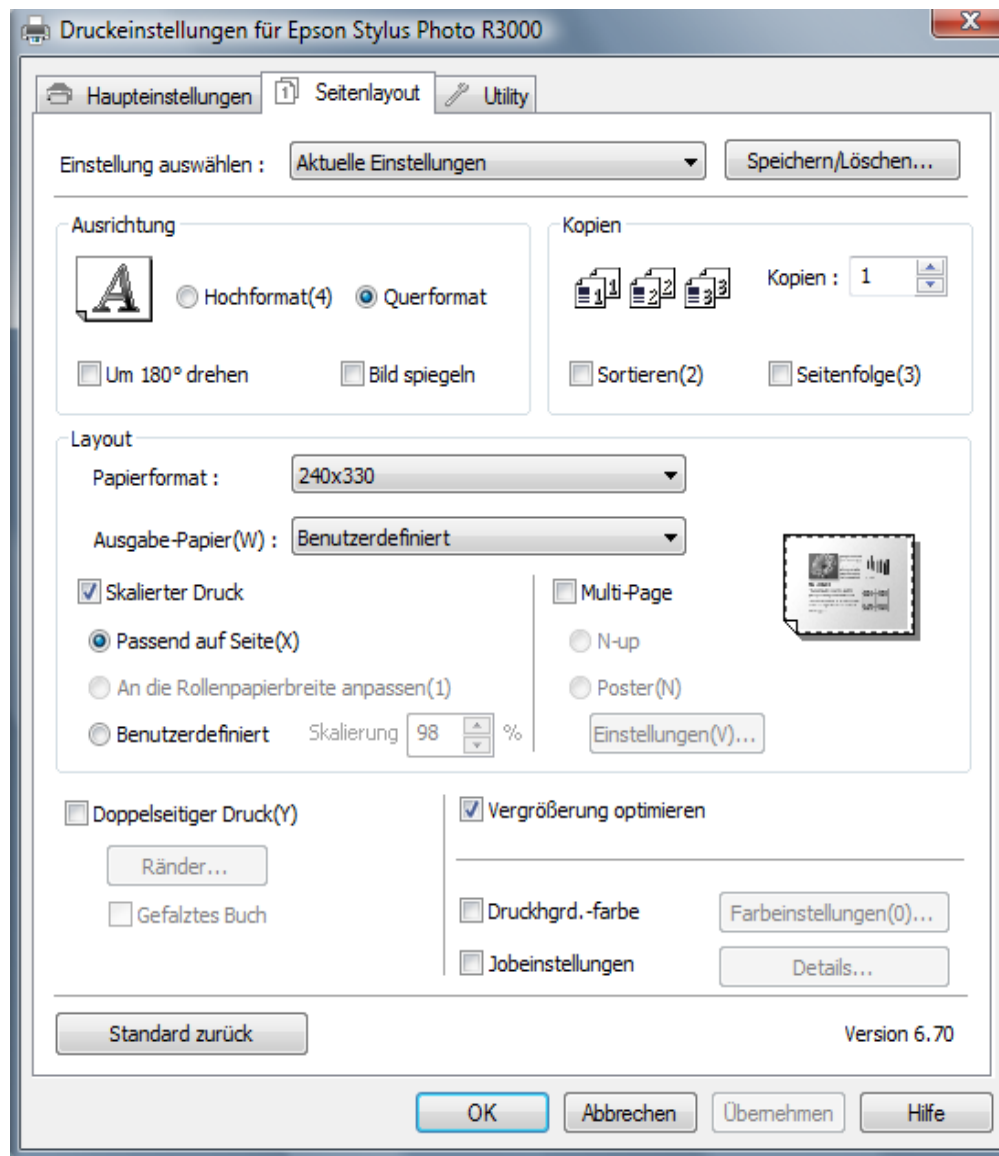 Druckeinstellungen für Epson Stylus Photo R3000
Haupteinstellungen
Seitenlayout
Utility
Einstellung auswählen :
Aktuelle Einstellungen
Speichern/Löschen...
Ausrichtung
Hochformat(4)
Querformat
Um 180° drehen
Bild spiegeln
Kopien
Kopien :
1
Sortieren(2)
Seitenfolge(3)
Layout
Papierformat :
240x330
Ausgabe-Papier(W) :
Benutzerdefiniert
Skalierter Druck
Passend auf Seite(X)
An die Rollenpapierbreite anpassen(1)
Benutzerdefiniert
Skalierung
98
%
Multi-Page
N-up
Poster(N)
Einstellungen(V)...
Doppelseitiger Druck(Y)
Ränder...
Gefalztes Buch
Vergrößerung optimieren
Druckhgrd.-farbe
Farbeinstellungen(0)...
Jobeinstellungen
Details...
Standard zurück
Version 6.70
OK
Abbrechen
Übernehmen
Hilfe